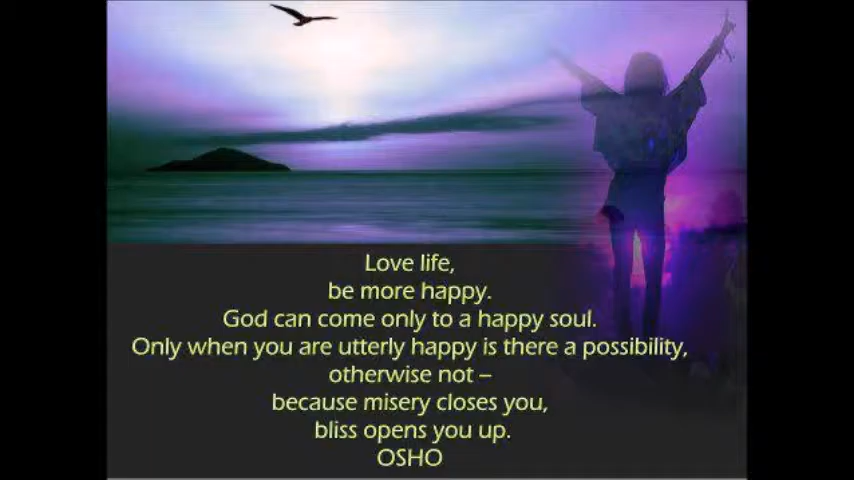 Love life,
be more happy.
God can come only to a happy soul.
Only when you are utterly happy is there a possibility,
otherwise not –
because misery closes you,
bliss opens you up.
OSHO